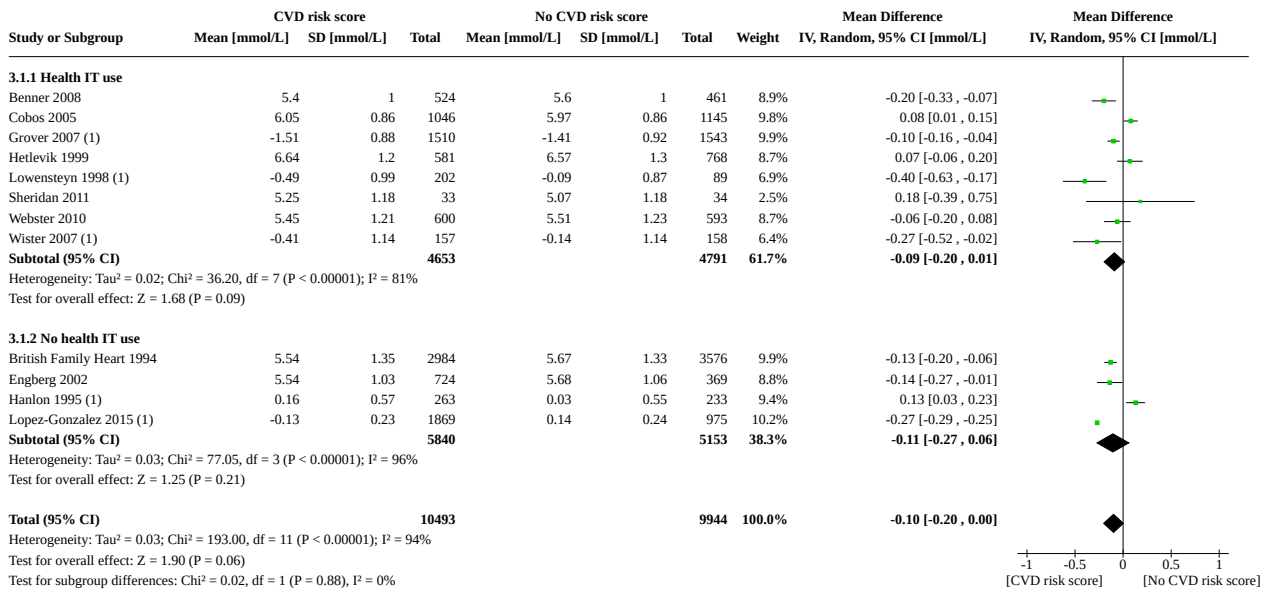 CVD risk score No CVD risk score Mean Difference Mean Difference
Study or Subgroup Mean [mmol/L] SD [mmol/L] Total Mean [mmol/L] SD [mmol/L] Total Weight IV, Random, 95% CI [mmol/L] IV, Random, 95% CI [mmol/L]
3.1.1 Health IT use
Benner 2008 5.4 1 524 5.6 1 461 8.9% -0.20 [-0.33 , -0.07]
Cobos 2005 6.05 0.86 1046 5.97 0.86 1145 9.8% 0.08 [0.01 , 0.15]
Grover 2007 (1) -1.51 0.88 1510 -1.41 0.92 1543 9.9% -0.10 [-0.16 , -0.04]
Hetlevik 1999 6.64 1.2 581 6.57 1.3 768 8.7% 0.07 [-0.06 , 0.20]
Lowensteyn 1998 (1) -0.49 0.99 202 -0.09 0.87 89 6.9% -0.40 [-0.63 , -0.17]
Sheridan 2011 5.25 1.18 33 5.07 1.18 34 2.5% 0.18 [-0.39 , 0.75]
Webster 2010 5.45 1.21 600 5.51 1.23 593 8.7% -0.06 [-0.20 , 0.08]
Wister 2007 (1) -0.41 1.14 157 -0.14 1.14 158 6.4% -0.27 [-0.52 , -0.02]
Subtotal (95% CI) 4653 4791 61.7% -0.09 [-0.20 , 0.01]
Heterogeneity: Tau² = 0.02; Chi² = 36.20, df = 7 (P < 0.00001); I² = 81%
Test for overall effect: Z = 1.68 (P = 0.09)
3.1.2 No health IT use
British Family Heart 1994 5.54 1.35 2984 5.67 1.33 3576 9.9% -0.13 [-0.20 , -0.06]
Engberg 2002 5.54 1.03 724 5.68 1.06 369 8.8% -0.14 [-0.27 , -0.01]
Hanlon 1995 (1) 0.16 0.57 263 0.03 0.55 233 9.4% 0.13 [0.03 , 0.23]
Lopez-Gonzalez 2015 (1) -0.13 0.23 1869 0.14 0.24 975 10.2% -0.27 [-0.29 , -0.25]
Subtotal (95% CI) 5840 5153 38.3% -0.11 [-0.27 , 0.06]
Heterogeneity: Tau² = 0.03; Chi² = 77.05, df = 3 (P < 0.00001); I² = 96%
Test for overall effect: Z = 1.25 (P = 0.21)
Total (95% CI) 10493 9944 100.0% -0.10 [-0.20 , 0.00]
Heterogeneity: Tau² = 0.03; Chi² = 193.00, df = 11 (P < 0.00001); I² = 94%
Test for overall effect: Z = 1.90 (P = 0.06)
Test for subgroup differences: Chi² = 0.02, df = 1 (P = 0.88), I² = 0%
-1 -0.5 0 0.5 1
[CVD risk score] [No CVD risk score]